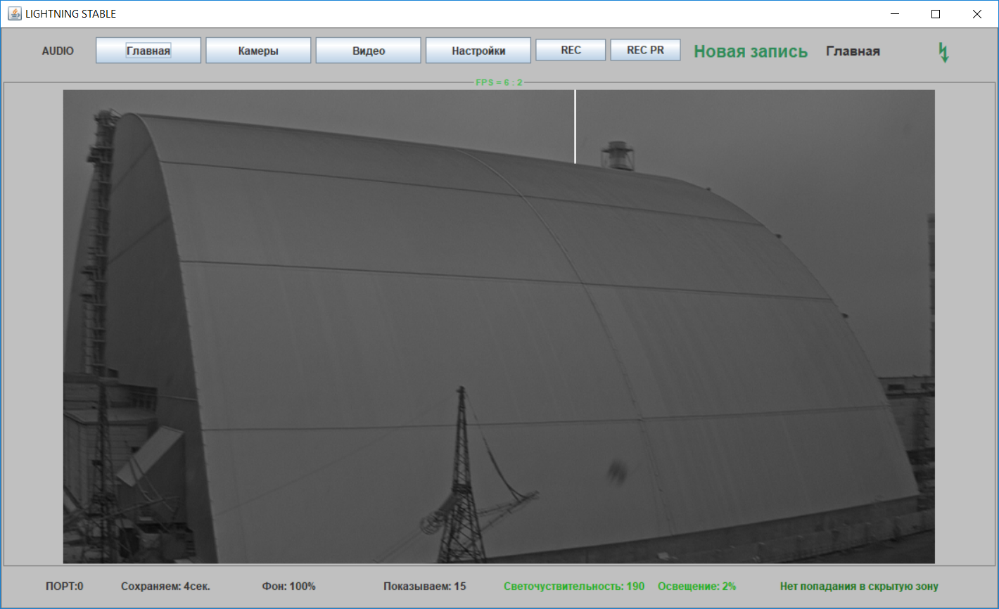 LIGHTNING STABLE
AUDIO Главная Камеры Видео Настройки REC REC PR Новая запись Главная
FPS = 6 : 2
ПОРТ:0 Сохраняем: 4сек. Фон: 100% Показываем: 15 Светочуствительность: 190 Освещение: 2% Нет попадания в скрытую зону